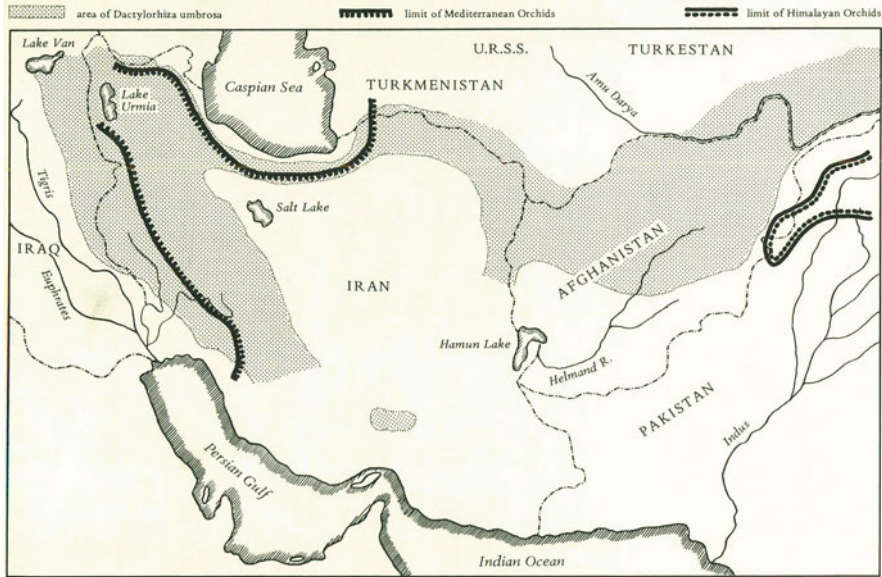 area of Dactylorhiza umbrosa
limit of Mediterranean Orchids
limit of Himalayan Orchids
Lake Van
U.R.S.S.
TURKESTAN
Caspian Sea
TURKMENISTAN
Amu Darya
Lake
Urmia
Tigris
Salt Lake
IRAQ
Euphrates
IRAN
AFGHANISTAN
Hamun Lake
Helmand R.
PAKISTAN
Indus
Persian Gulf
Indian Ocean